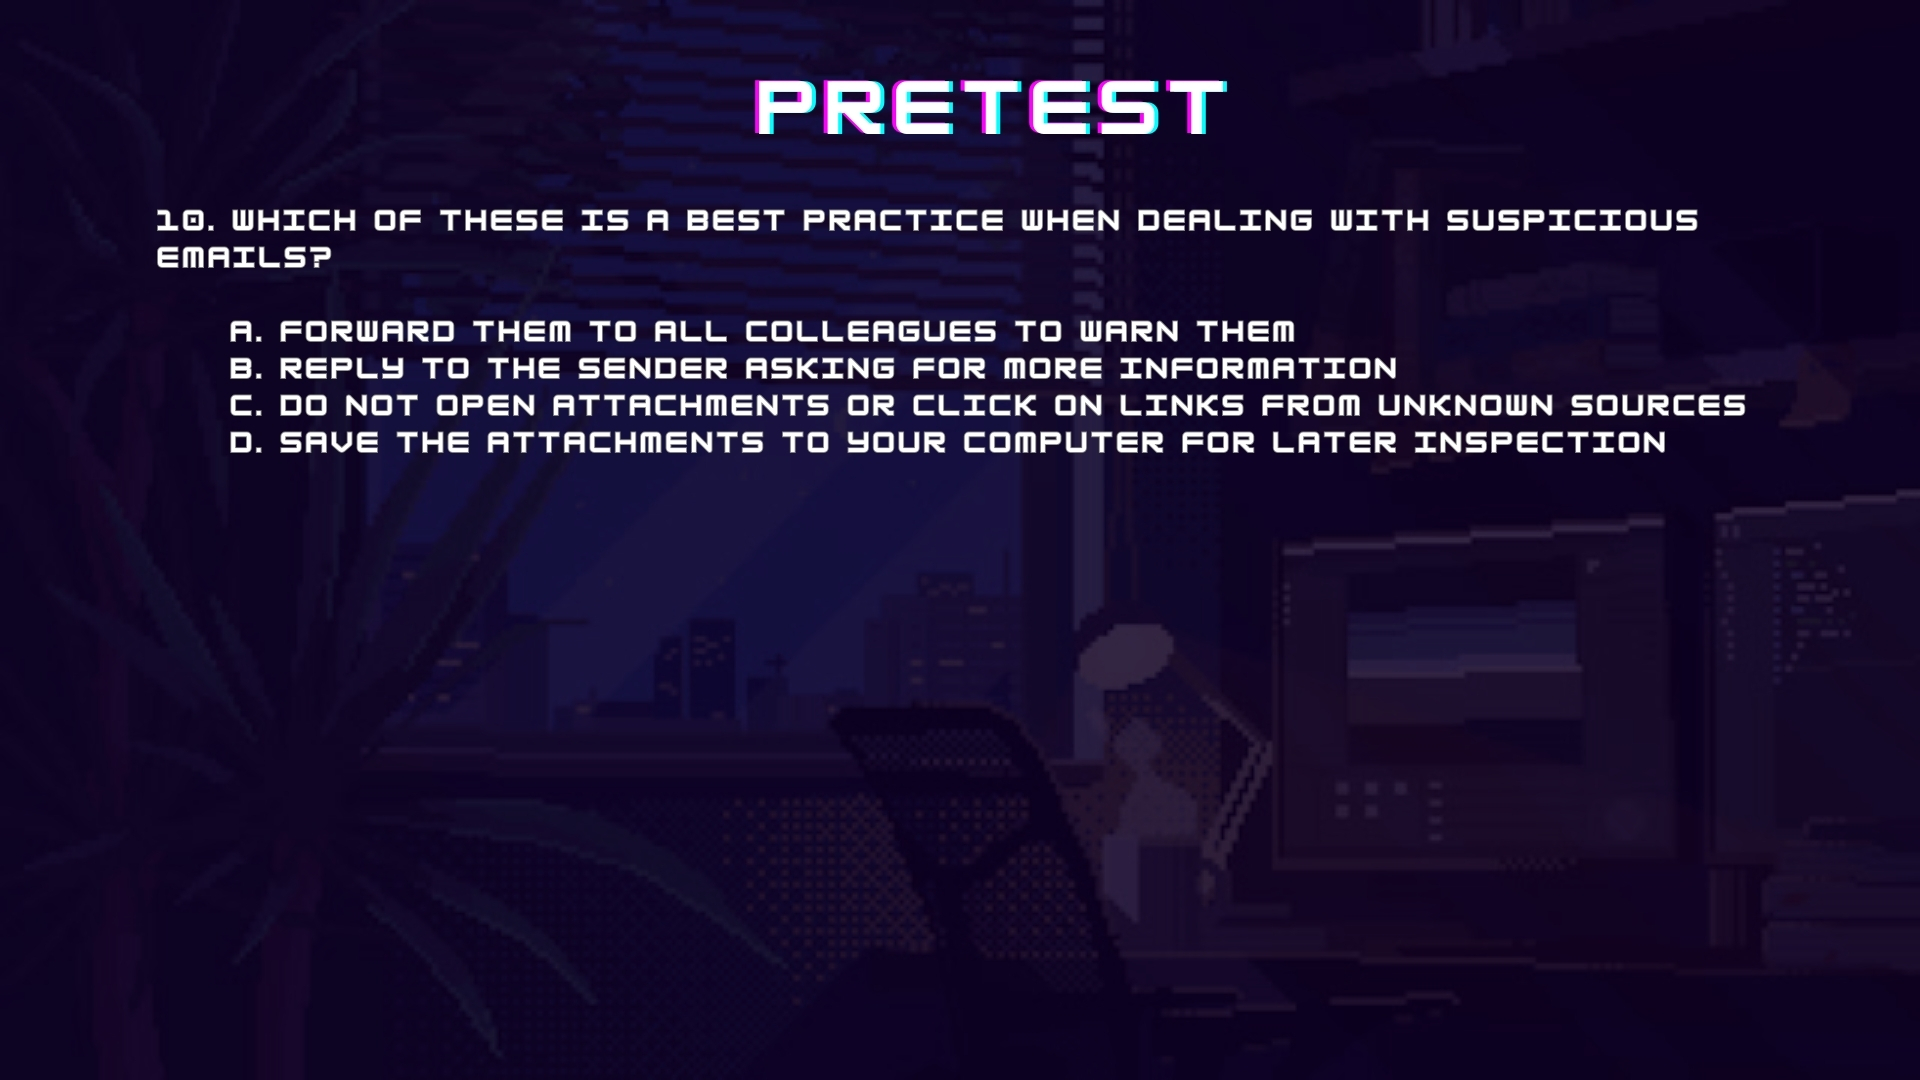 PRETEST
10. WHICH OF THESE IS A BEST PRACTICE WHEN DEALING WITH SUSPICIOUS
EMAILS?
A. FORWARD THEM TO ALL COLLEAGUES TO WARN THEM
B. REPLY TO THE SENDER ASKING FOR MORE INFORMATION
C. DO NOT OPEN ATTACHMENTS OR CLICK ON LINKS FROM UNKNOWN SOURCES
D. SAVE THE ATTACHMENTS TO YOUR COMPUTER FOR LATER INSPECTION